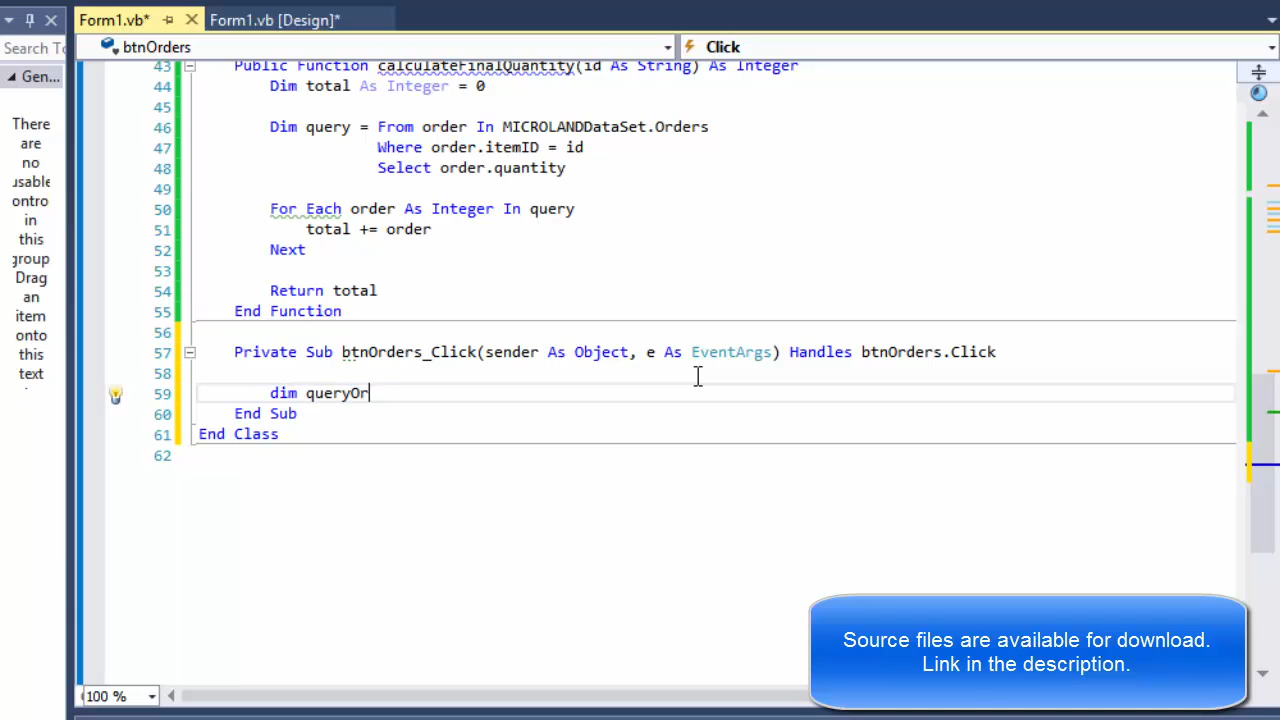 Form1.vb*
Form1.vb [Design]*
Search To
btnOrders
Click
Gen...
There
are
no
usable
ontro
in
this
group.
Drag
an
item
onto
this
text
43 Public Function calculateFinalQuantity(id As String) As Integer
44 Dim total As Integer = 0
45
46 Dim query = From order In MICROLANDDataSet.Orders
47 Where order.itemID = id
48 Select order.quantity
49
50 For Each order As Integer In query
51 total += order
52 Next
53
54 Return total
55 End Function
56
57 Private Sub btnOrders_Click(sender As Object, e As EventArgs) Handles btnOrders.Click
58
59 dim queryOr
60 End Sub
61 End Class
62
Source files are available for download.
Link in the description.
100 %